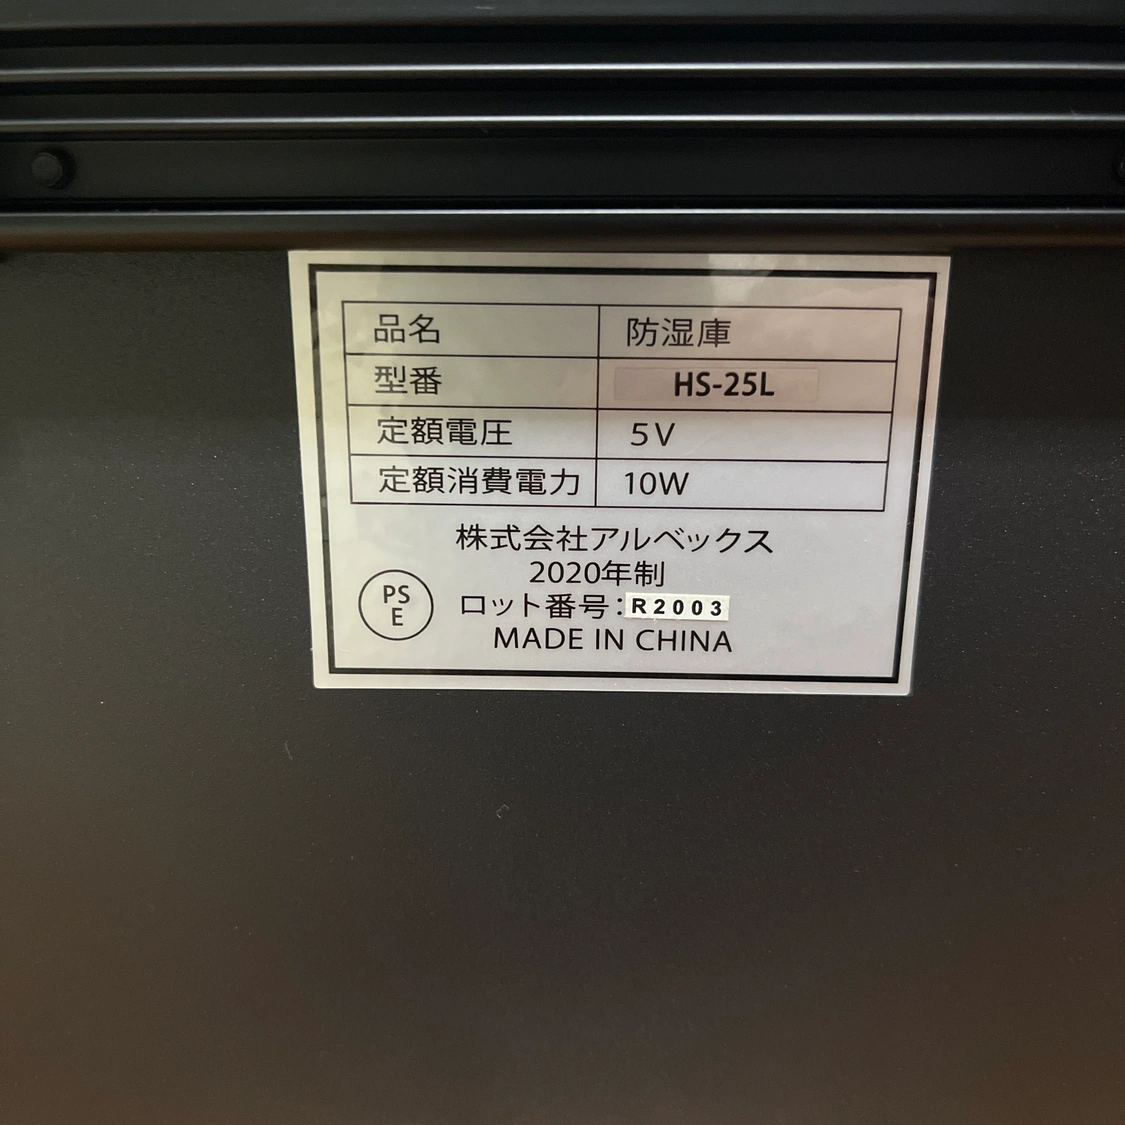 品名 防湿庫
型番 HS-25L
定額電圧 5V
定額消費電力 10W
株式会社アルベックス
2020年制
ロット番号:R2003
MADE IN CHINA
PS
E